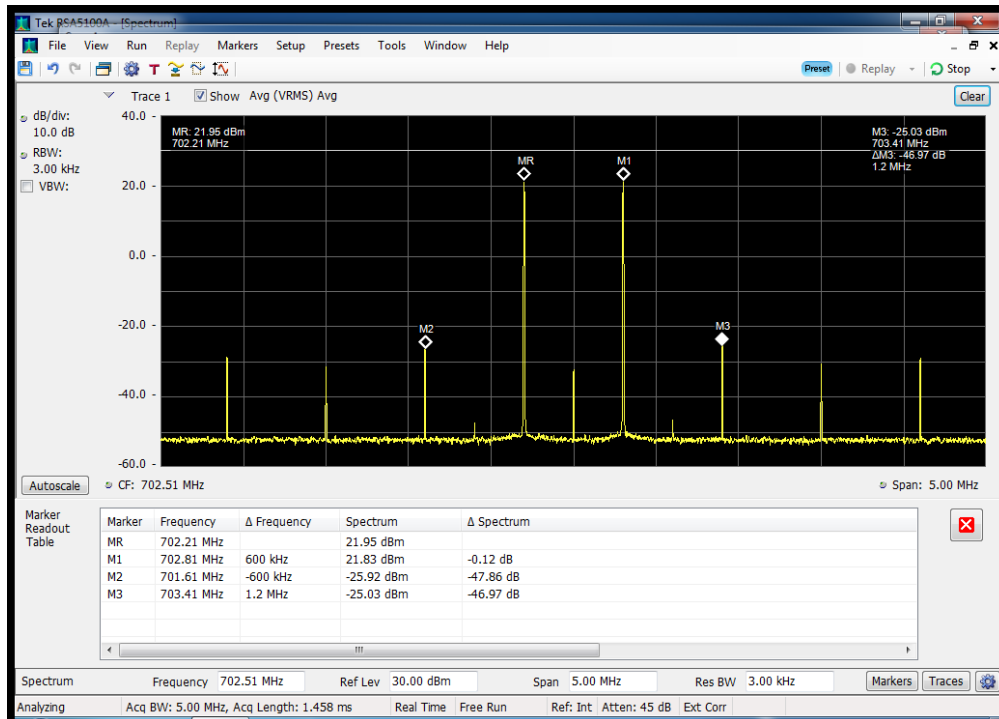 Tek RSA5100A - [Spectrum]
File View Run Replay Markers Setup Presets Tools Window Help
T Preset Replay Stop
Trace 1 Show Avg (VRMS) Avg Clear
dB/div:
10.0 dB
RBW:
3.00 kHz
VBW:
40.0
20.0
0.0
-20.0
-40.0
-60.0
MR: 21.95 dBm
702.21 MHz
M3: -25.03 dBm
703.41 MHz
ΔM3: -46.97 dB
1.2 MHz
MR
M1
M2
M3
Autoscale CF: 702.51 MHz Span: 5.00 MHz
Marker
Readout
Table
Marker Frequency Δ Frequency Spectrum Δ Spectrum
MR 702.21 MHz 21.95 dBm
M1 702.81 MHz 600 kHz 21.83 dBm -0.12 dB
M2 701.61 MHz -600 kHz -25.92 dBm -47.86 dB
M3 703.41 MHz 1.2 MHz -25.03 dBm -46.97 dB
Spectrum Frequency 702.51 MHz Ref Lev 30.00 dBm Span 5.00 MHz Res BW 3.00 kHz Markers Traces
Analyzing Acq BW: 5.00 MHz, Acq Length: 1.458 ms Real Time Free Run Ref: Int Atten: 45 dB Ext Corr